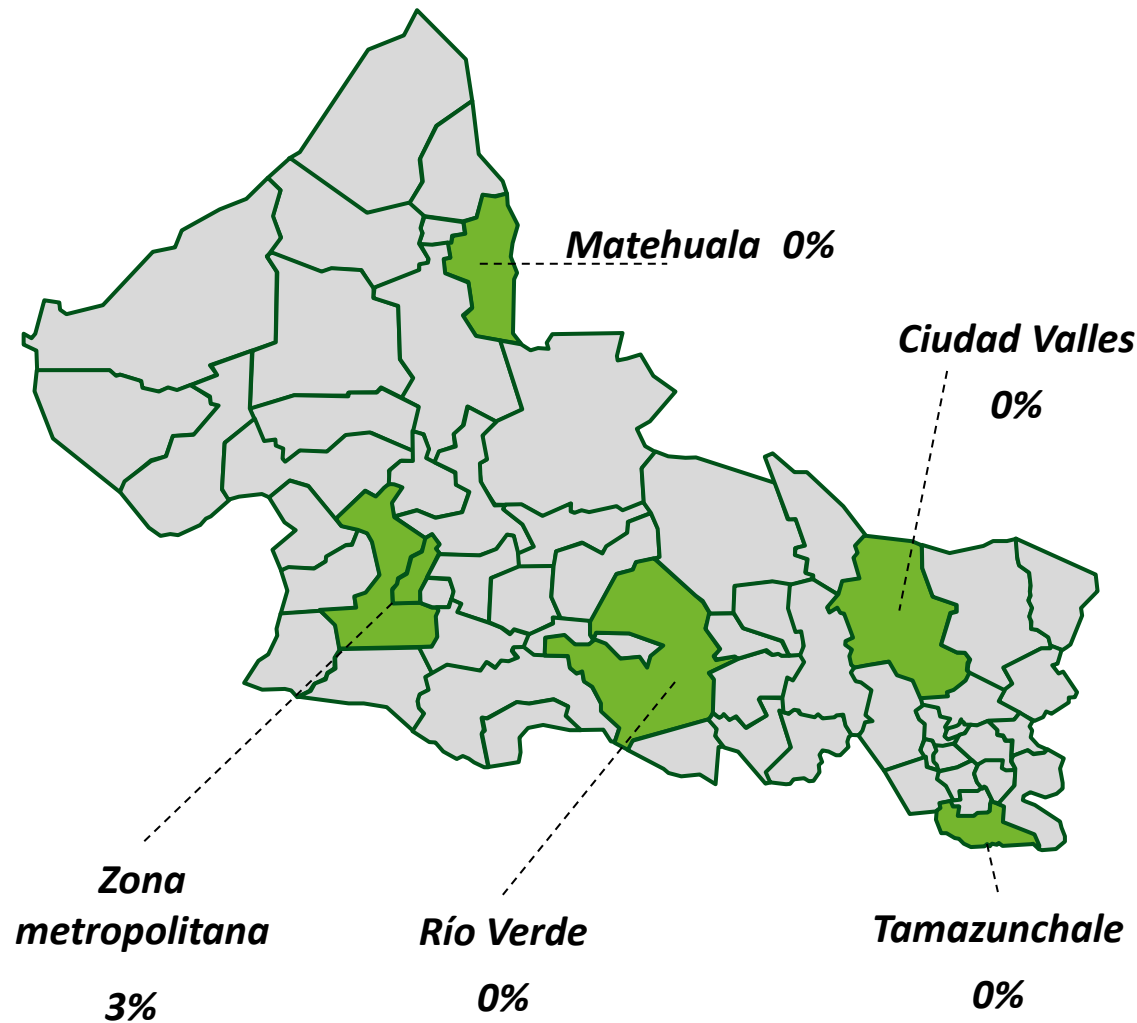 Matehuala 0%
Ciudad Valles
0%
Zona
metropolitana
3%
Río Verde
0%
Tamazunchale
0%